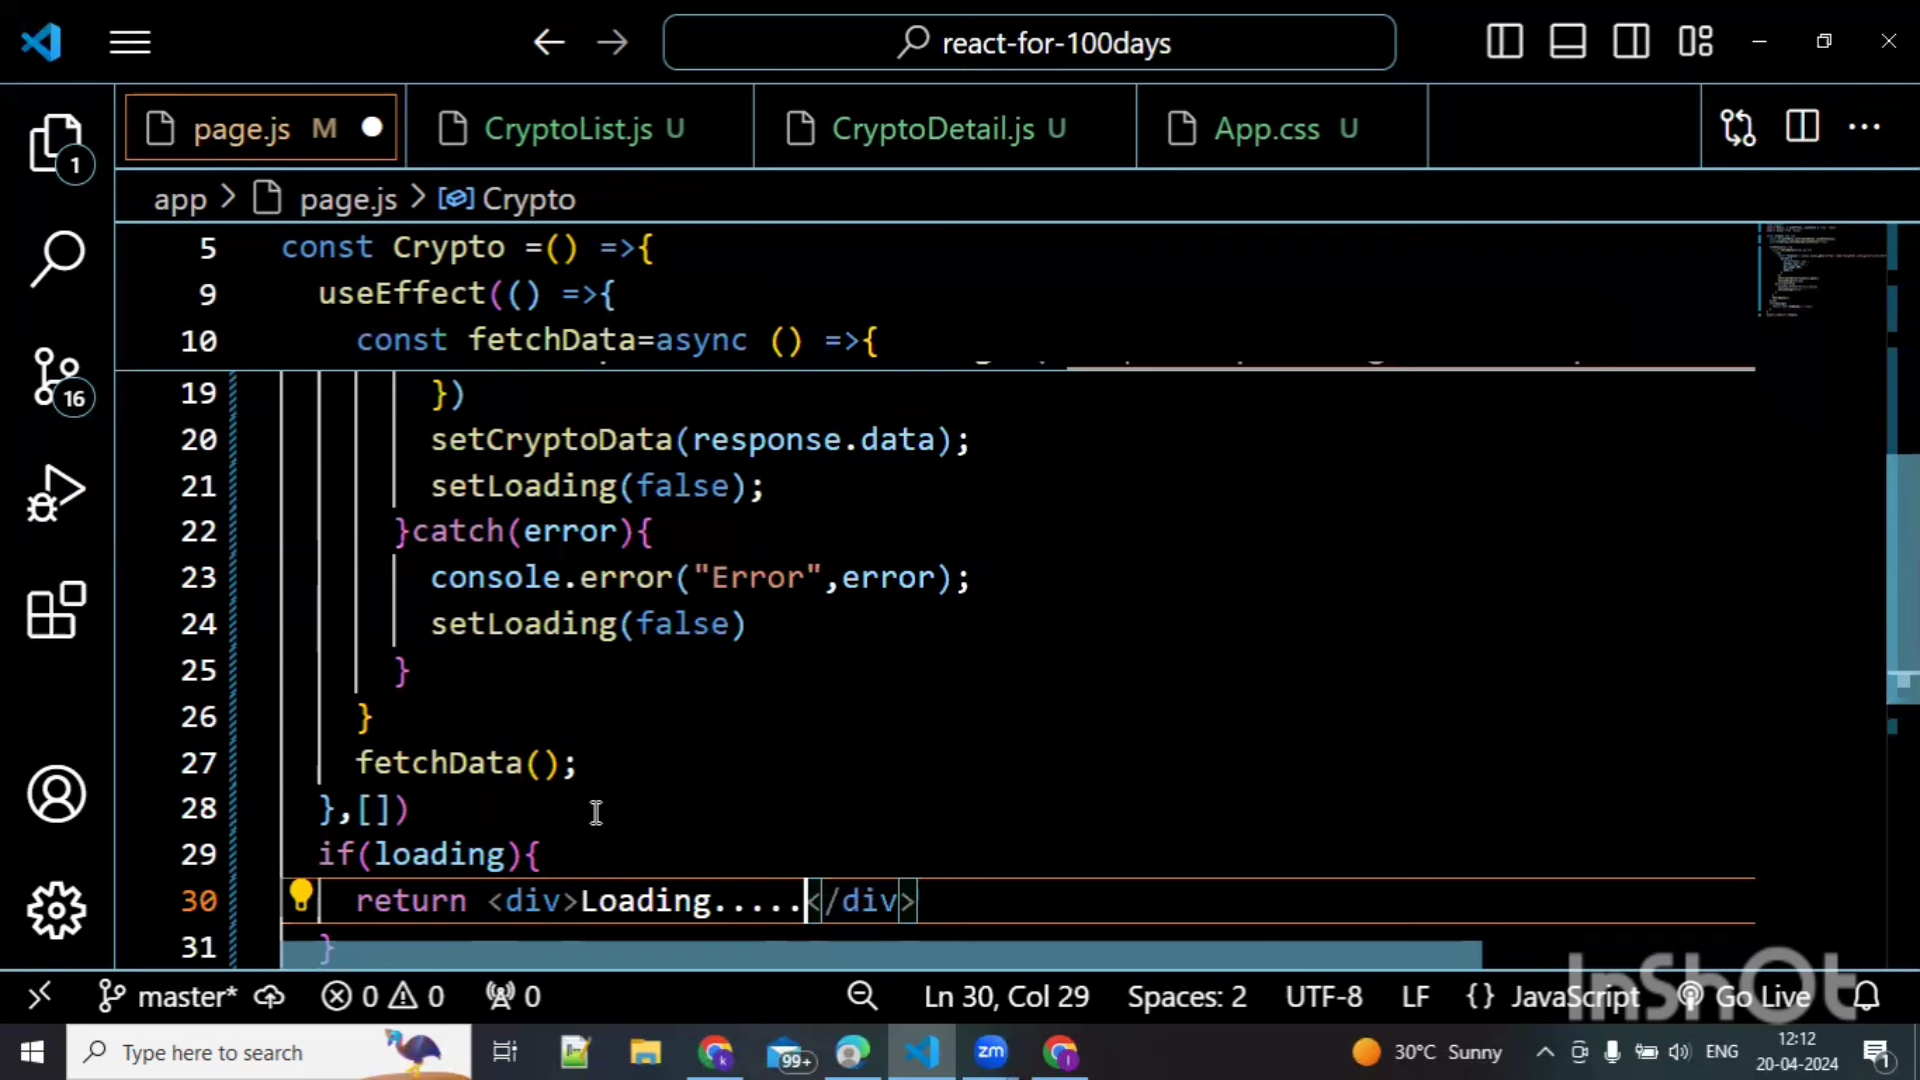 react-for-100days
page.js M
CryptoList.js U
CryptoDetail.js U
App.css U
app > page.js > Crypto
5 const Crypto =() =>{
9 useEffect(() =>{
10 const fetchData=async () =>{
19 })
20 setCryptoData(response.data);
21 setLoading(false);
22 }catch(error){
23 console.error("Error",error);
24 setLoading(false)
25 }
26 }
27 fetchData();
28 },[])
29 if(loading){
30 return <div>Loading.....</div>
31 }
1
16
master* 0 0 0 Ln 30, Col 29 Spaces: 2 UTF-8 LF {} JavaScript Go Live
InShOt
Type here to search
99+
zm
30°C Sunny
ENG
12:12
20-04-2024
1